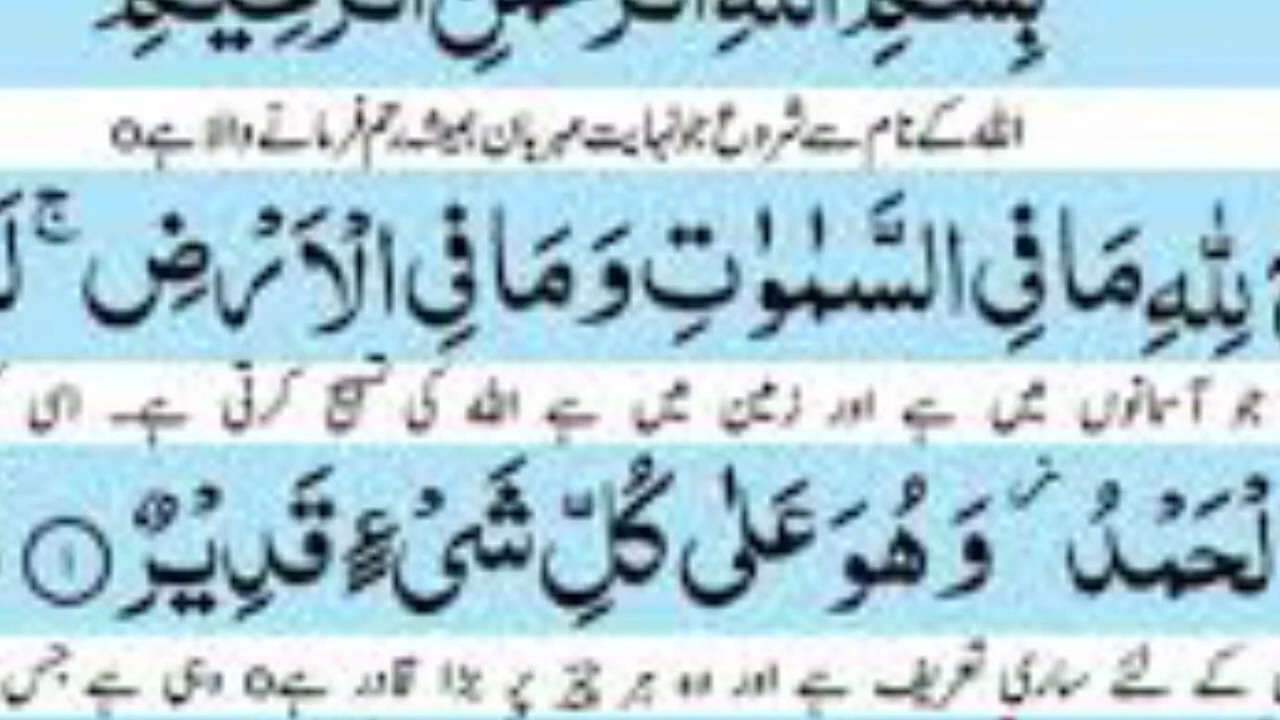 بِسْمِ اللهِ الرَّحْمٰنِ الرَّحِيْمِ
اللہ کے نام سے شروع جو نہایت مہربان ہمیشہ رحم فرمانے والا ہے o
لِلّٰهِ مَا فِي السَّمٰوٰتِ وَمَا فِي الْاَرْضِ ۚ لَ
جو آسمانوں میں ہے اور زمین میں ہے اللہ کی تسبیح کرتی ہے۔ اسی
لْحَمْدُ ز وَهُوَ عَلٰى كُلِّ شَىْءٍ قَدِيْرٌ ۝۱
کے لئے ساری تعریف ہے اور وہ ہر چیز پر بڑا قادر ہے o وہی ہے جس